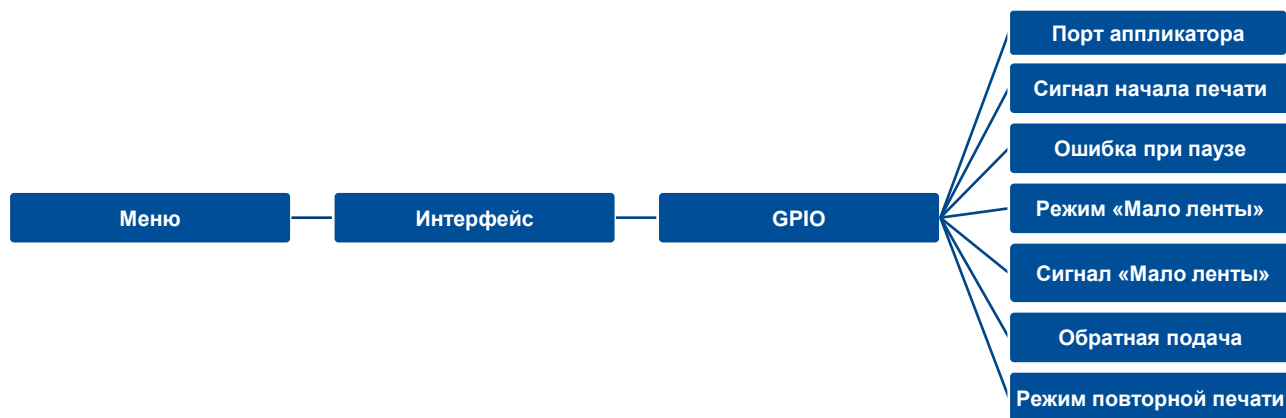 Порт аппликатора
Сигнал начала печати
Ошибка при паузе
Меню
Интерфейс
GPIO
Режим «Мало ленты»
Сигнал «Мало ленты»
Обратная подача
Режим повторной печати